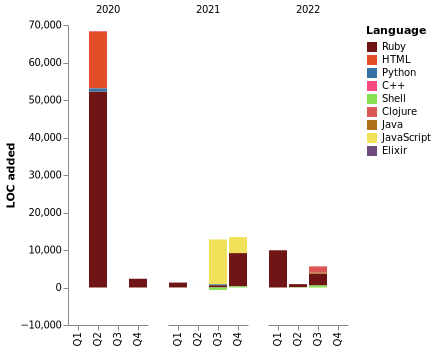 2020 2021 2022
70,000
60,000
50,000
40,000
30,000
20,000
10,000
0
−10,000
LOC added
Q1 Q2 Q3 Q4 Q1 Q2 Q3 Q4 Q1 Q2 Q3 Q4
Language
Ruby
HTML
Python
C++
Shell
Clojure
Java
JavaScript
Elixir